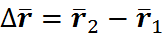 Δr̅ = r̅₂ − r̅₁